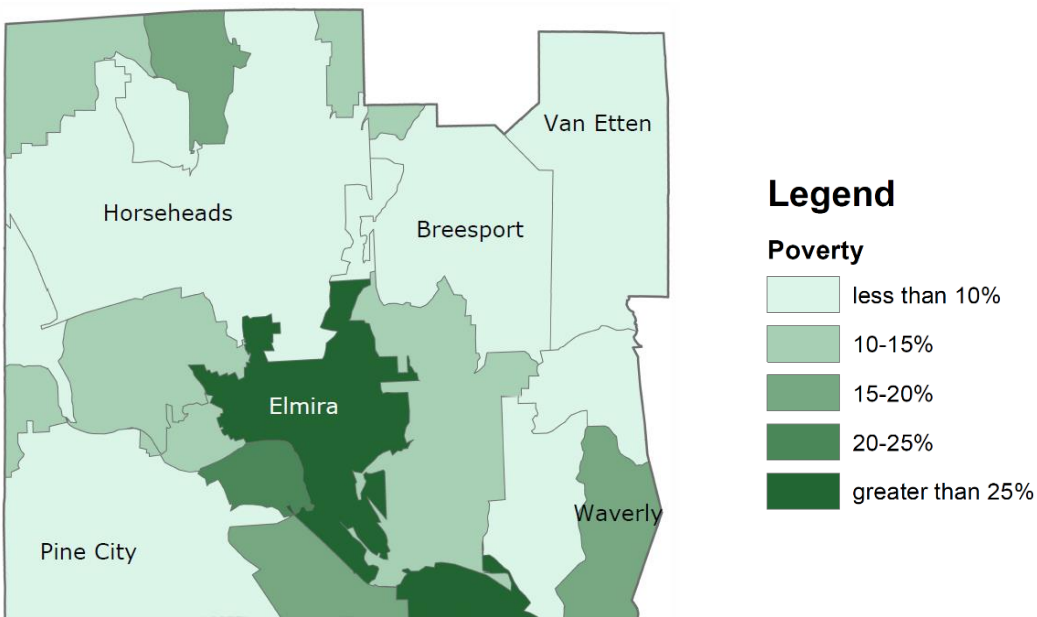 Van Etten
Horseheads
Breesport
Elmira
Waverly
Pine City
Legend
Poverty
less than 10%
10-15%
15-20%
20-25%
greater than 25%